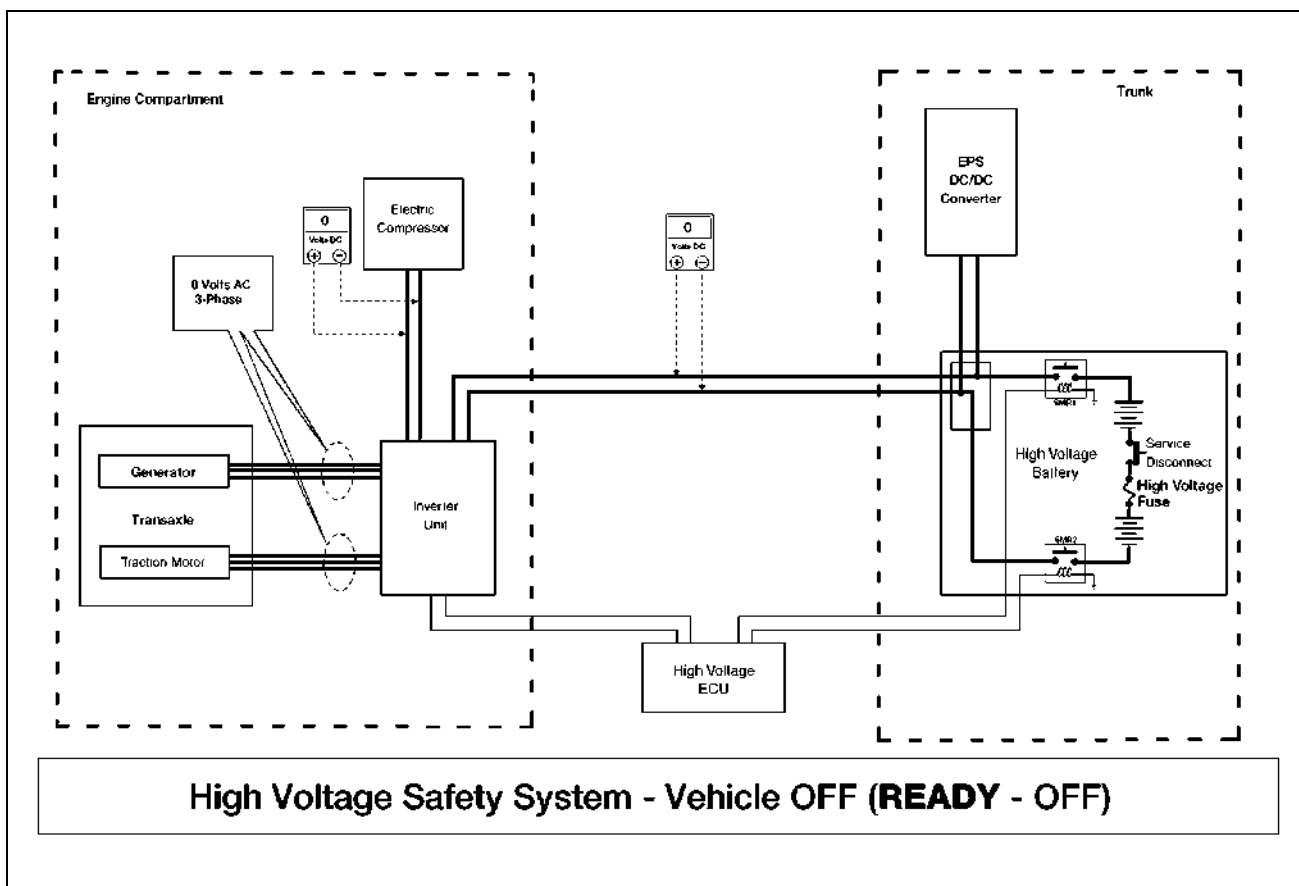 Engine Compartment
Trunk
EPS
DC/DC
Converter
Electric
Compressor
0
Volts DC
+ −
0
Volts DC
+ −
0 Volts AC
3-Phase
SMR1
Generator
Transaxle
Traction Motor
Inverter
Unit
High Voltage
Battery
Service
Disconnect
High Voltage
Fuse
SMR2
High Voltage
ECU
High Voltage Safety System - Vehicle OFF (READY - OFF)